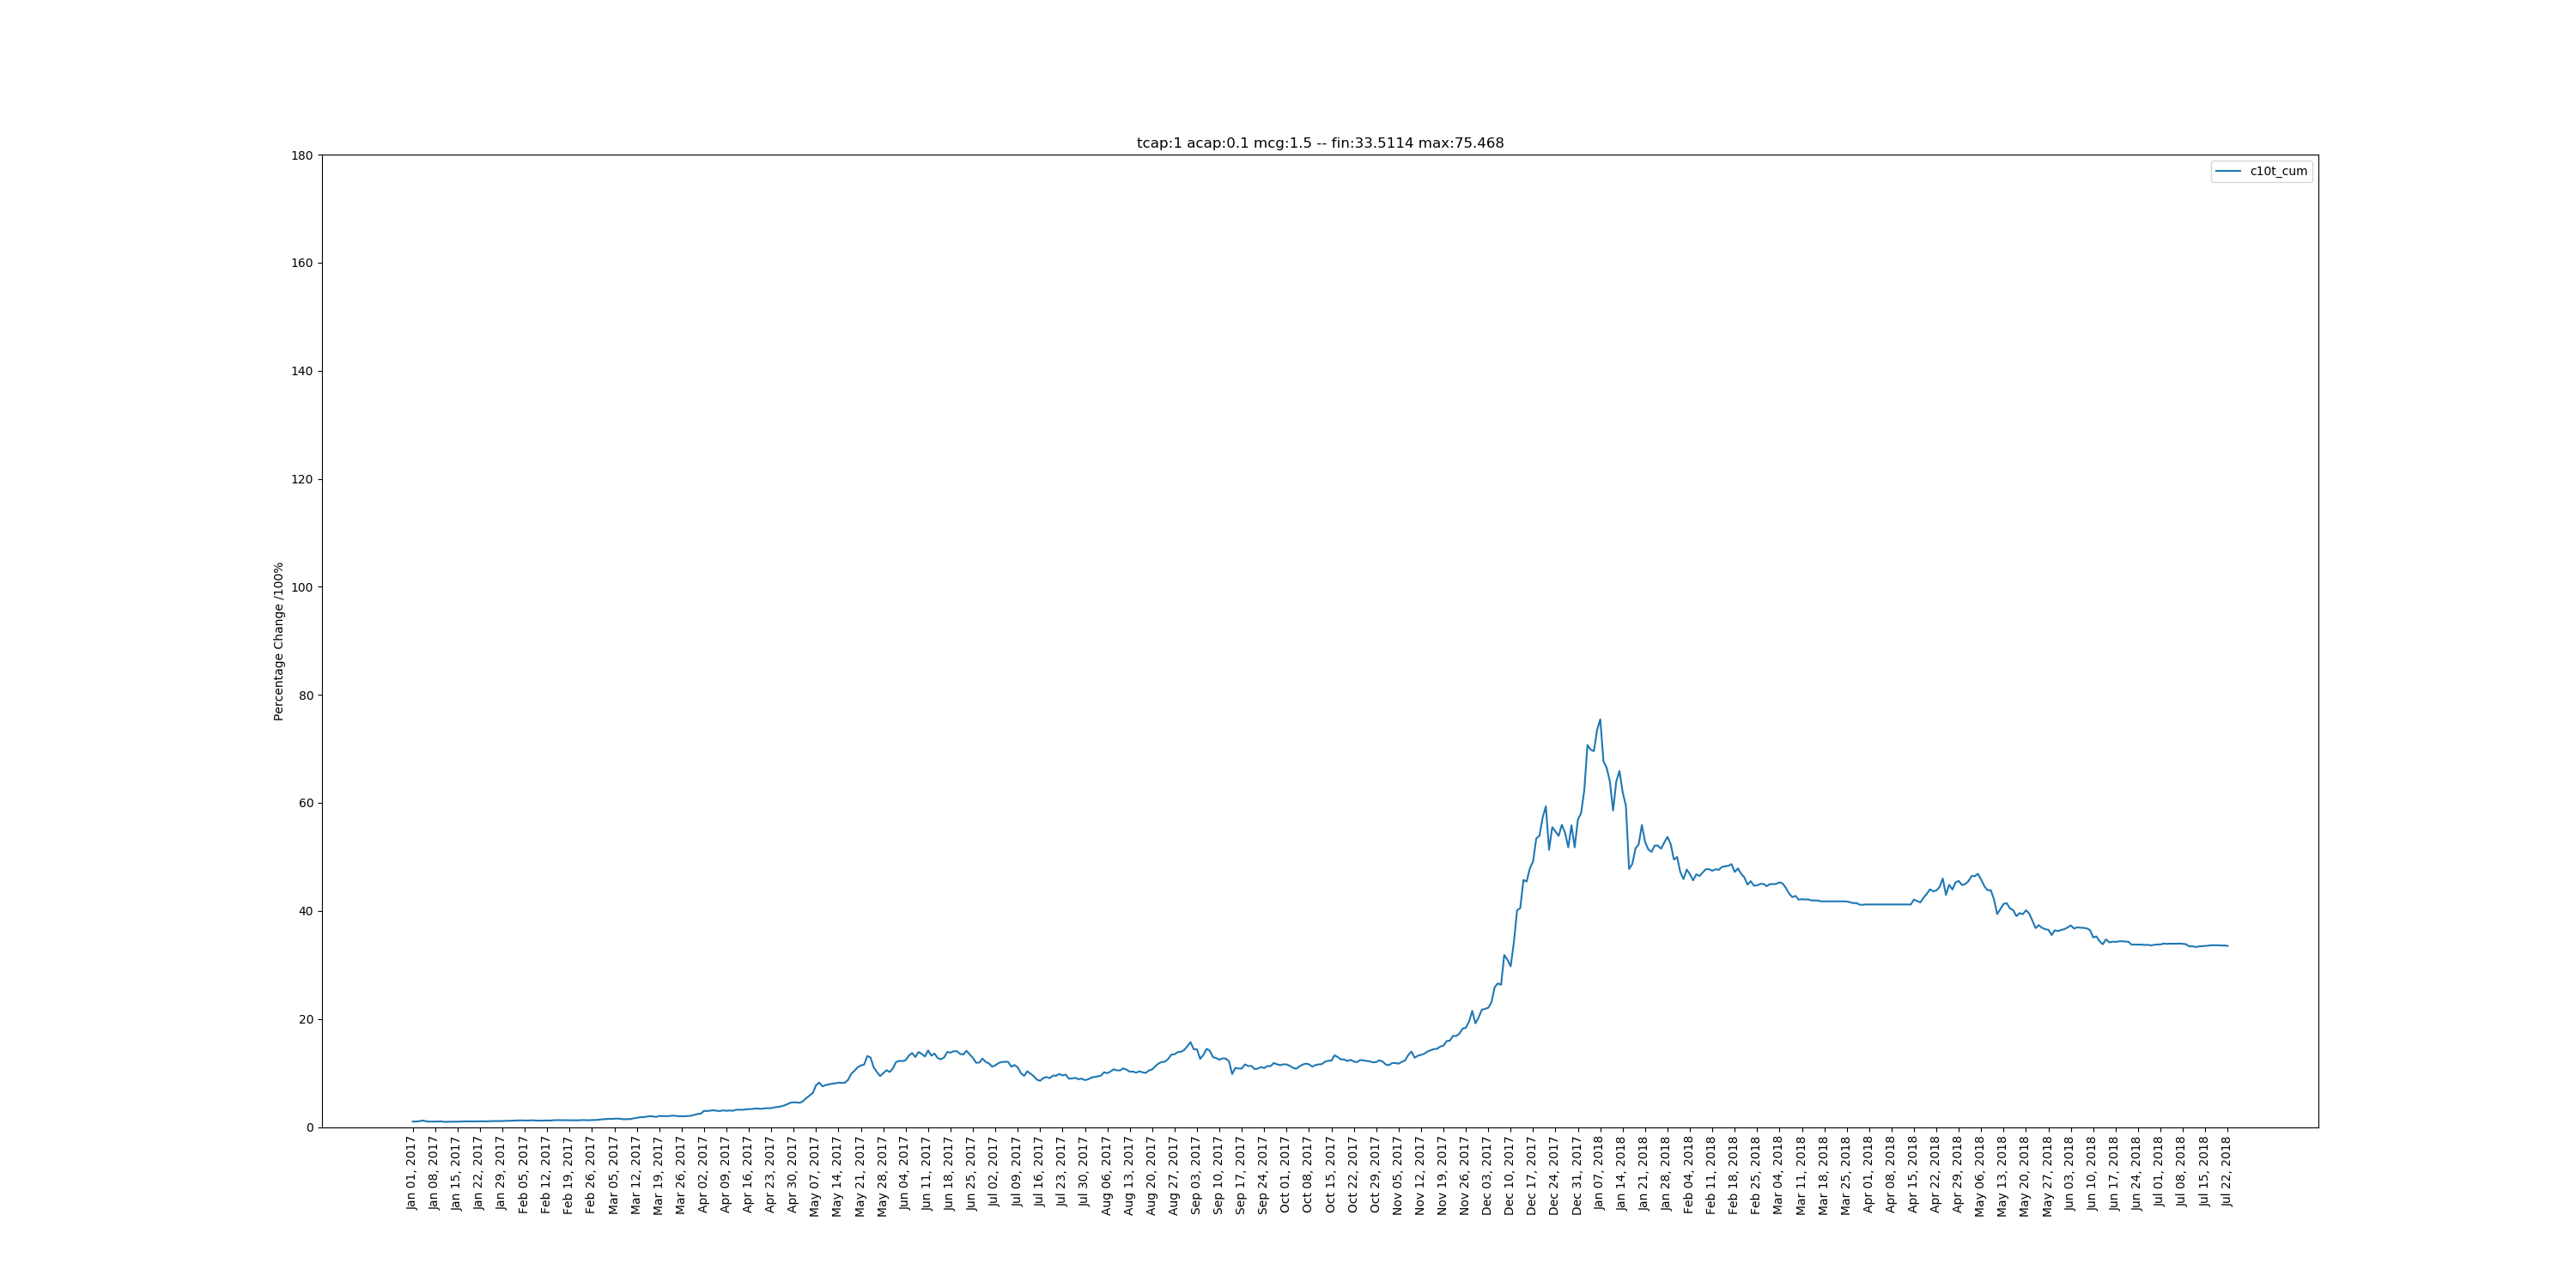 tcap:1 acap:0.1 mcg:1.5 -- fin:33.5114 max:75.468
c10t_cum
Percentage Change /100%
180
160
140
120
100
80
60
40
20
0
Jan 01, 2017
Jan 08, 2017
Jan 15, 2017
Jan 22, 2017
Jan 29, 2017
Feb 05, 2017
Feb 12, 2017
Feb 19, 2017
Feb 26, 2017
Mar 05, 2017
Mar 12, 2017
Mar 19, 2017
Mar 26, 2017
Apr 02, 2017
Apr 09, 2017
Apr 16, 2017
Apr 23, 2017
Apr 30, 2017
May 07, 2017
May 14, 2017
May 21, 2017
May 28, 2017
Jun 04, 2017
Jun 11, 2017
Jun 18, 2017
Jun 25, 2017
Jul 02, 2017
Jul 09, 2017
Jul 16, 2017
Jul 23, 2017
Jul 30, 2017
Aug 06, 2017
Aug 13, 2017
Aug 20, 2017
Aug 27, 2017
Sep 03, 2017
Sep 10, 2017
Sep 17, 2017
Sep 24, 2017
Oct 01, 2017
Oct 08, 2017
Oct 15, 2017
Oct 22, 2017
Oct 29, 2017
Nov 05, 2017
Nov 12, 2017
Nov 19, 2017
Nov 26, 2017
Dec 03, 2017
Dec 10, 2017
Dec 17, 2017
Dec 24, 2017
Dec 31, 2017
Jan 07, 2018
Jan 14, 2018
Jan 21, 2018
Jan 28, 2018
Feb 04, 2018
Feb 11, 2018
Feb 18, 2018
Feb 25, 2018
Mar 04, 2018
Mar 11, 2018
Mar 18, 2018
Mar 25, 2018
Apr 01, 2018
Apr 08, 2018
Apr 15, 2018
Apr 22, 2018
Apr 29, 2018
May 06, 2018
May 13, 2018
May 20, 2018
May 27, 2018
Jun 03, 2018
Jun 10, 2018
Jun 17, 2018
Jun 24, 2018
Jul 01, 2018
Jul 08, 2018
Jul 15, 2018
Jul 22, 2018